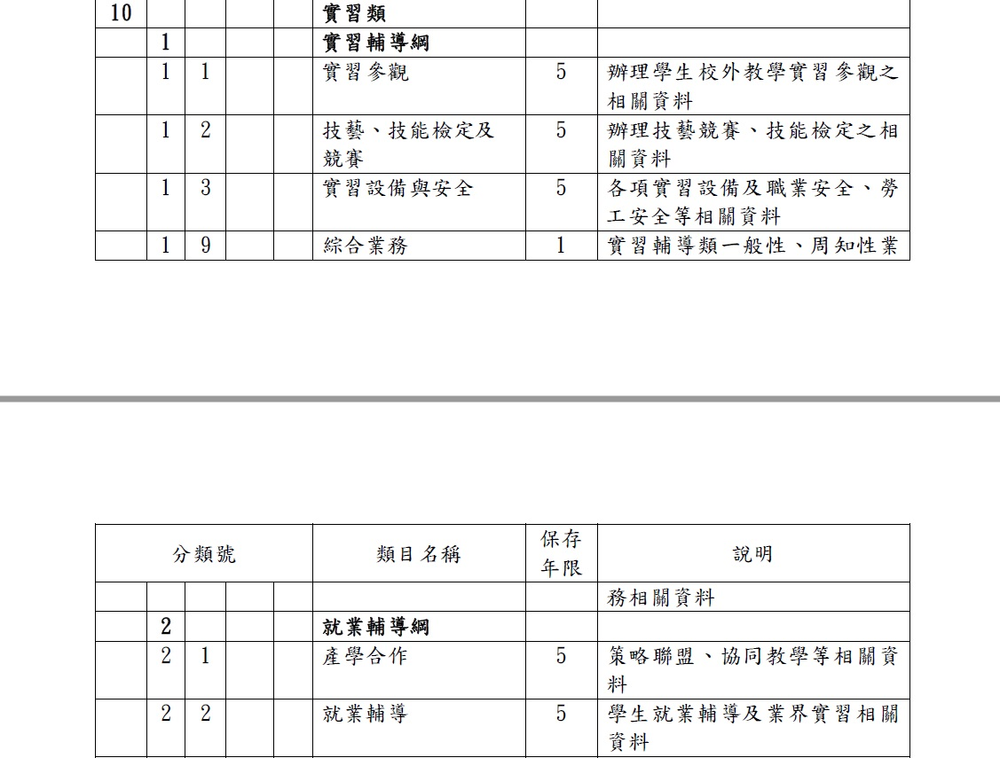 10 實習類
1 實習輔導綱
1 1 實習參觀 5 辦理學生校外教學實習參觀之
相關資料
1 2 技藝、技能檢定及 5 辦理技藝競賽、技能檢定之相
競賽 關資料
1 3 實習設備與安全 5 各項實習設備及職業安全、勞
工安全等相關資料
1 9 綜合業務 1 實習輔導類一般性、周知性業
分類號 類目名稱 保存 說明
年限
務相關資料
2 就業輔導綱
2 1 產學合作 5 策略聯盟、協同教學等相關資
料
2 2 就業輔導 5 學生就業輔導及業界實習相關
資料